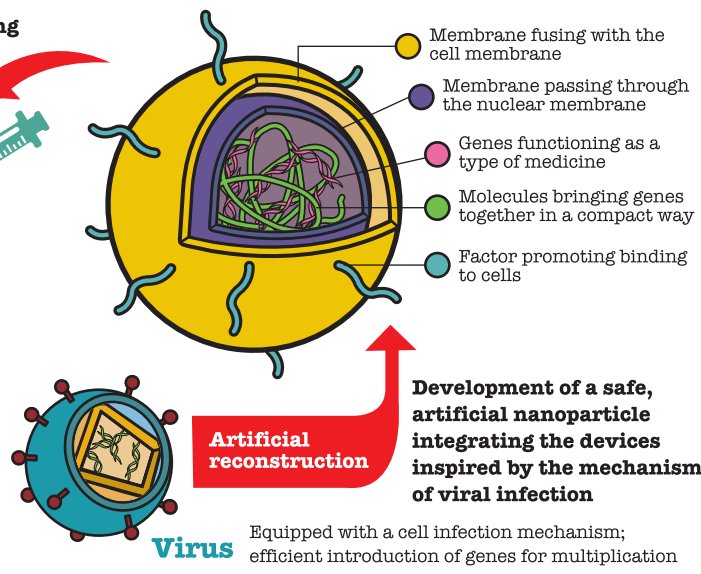 Membrane fusing with the
cell membrane
Membrane passing through
the nuclear membrane
Genes functioning as a
type of medicine
Molecules bringing genes
together in a compact way
Factor promoting binding
to cells
Artificial
reconstruction
Development of a safe,
artificial nanoparticle
integrating the devices
inspired by the mechanism
of viral infection
Virus
Equipped with a cell infection mechanism;
efficient introduction of genes for multiplication